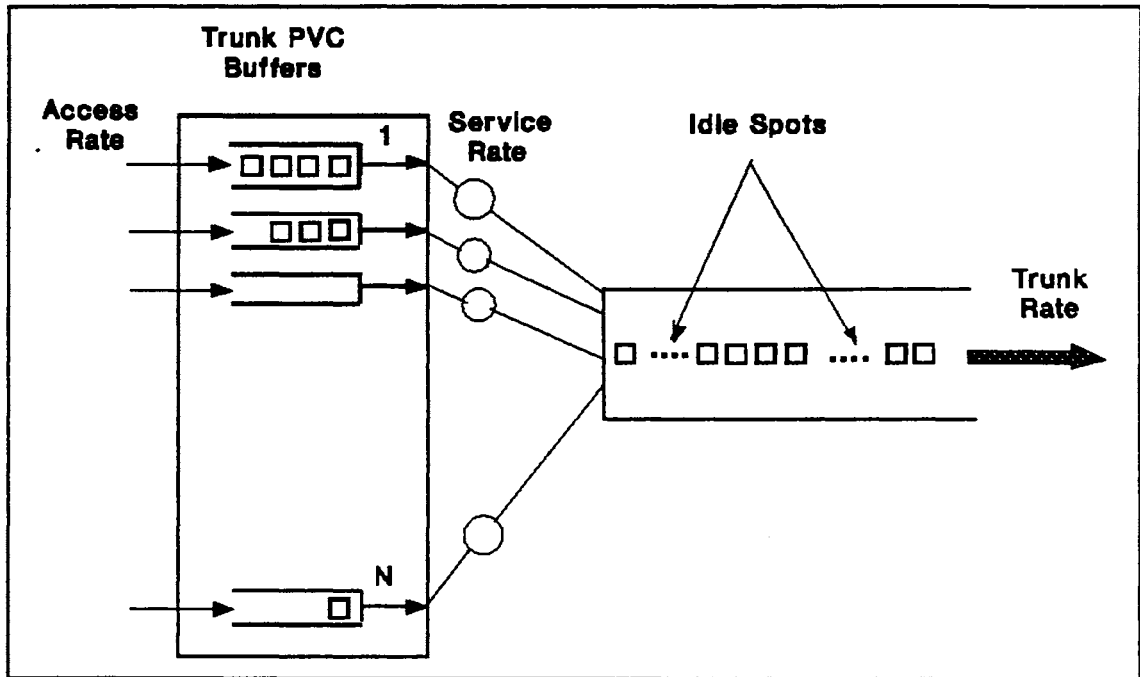 Trunk PVC
Buffers
Access
Rate
1
Service
Rate
Idle Spots
Trunk
Rate
N